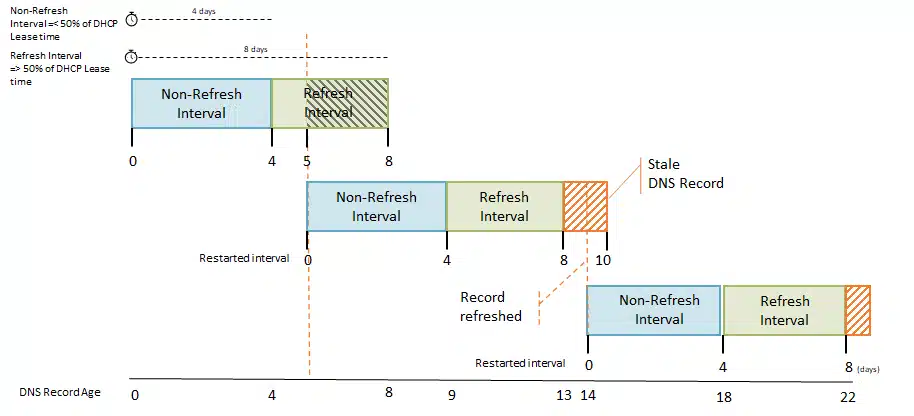 Non-Refresh
Interval =< 50% of DHCP
Lease time
4 days
Refresh Interval
=> 50% of DHCP Lease
time
8 days
Non-Refresh
Interval
Refresh
Interval
0
4
5
8
Stale
DNS Record
Non-Refresh
Interval
Refresh
Interval
Restarted interval
0
4
8
10
Record
refreshed
Non-Refresh
Interval
Refresh
Interval
Restarted interval
0
4
8 (days)
DNS Record Age
0
4
8
9
13
14
18
22